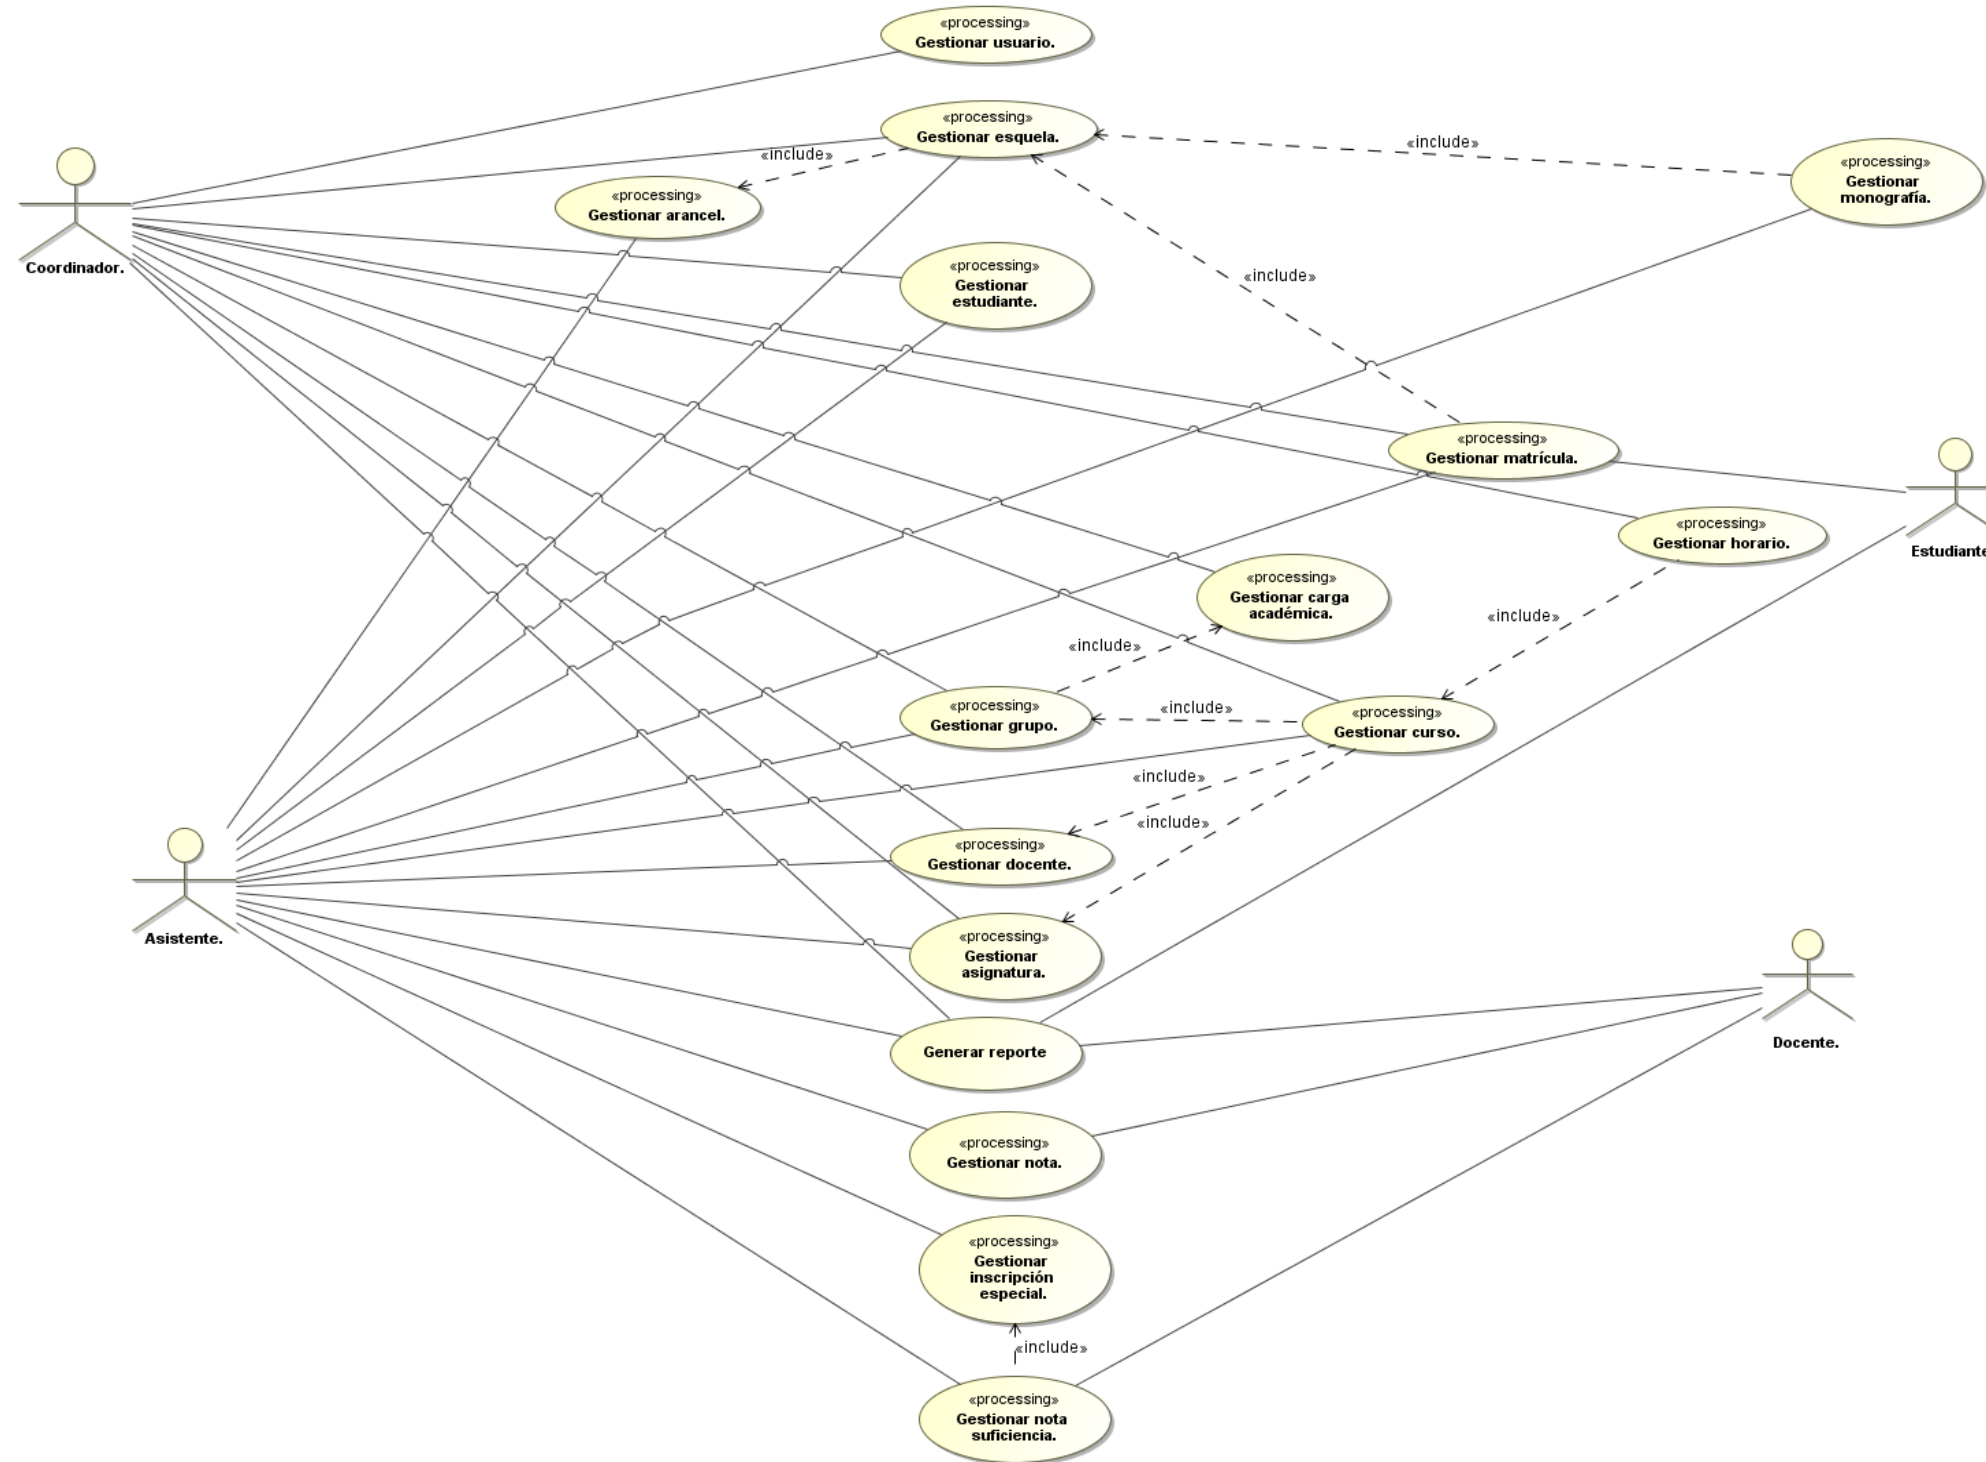 «processing»
Gestionar usuario.
«processing»
Gestionar esquela.
«include»
«include»
«processing»
Gestionar
monografía.
«processing»
Gestionar arancel.
Coordinador.
«processing»
Gestionar
estudiante.
«include»
«processing»
Gestionar matrícula.
«processing»
Gestionar horario.
Estudiante
«processing»
Gestionar carga
académica.
«include»
«include»
«processing»
Gestionar grupo.
«include»
«processing»
Gestionar curso.
«include»
«include»
«processing»
Gestionar docente.
Asistente.
«processing»
Gestionar
asignatura.
Generar reporte
Docente.
«processing»
Gestionar nota.
«processing»
Gestionar
inscripción
especial.
«include»
«processing»
Gestionar nota
suficiencia.